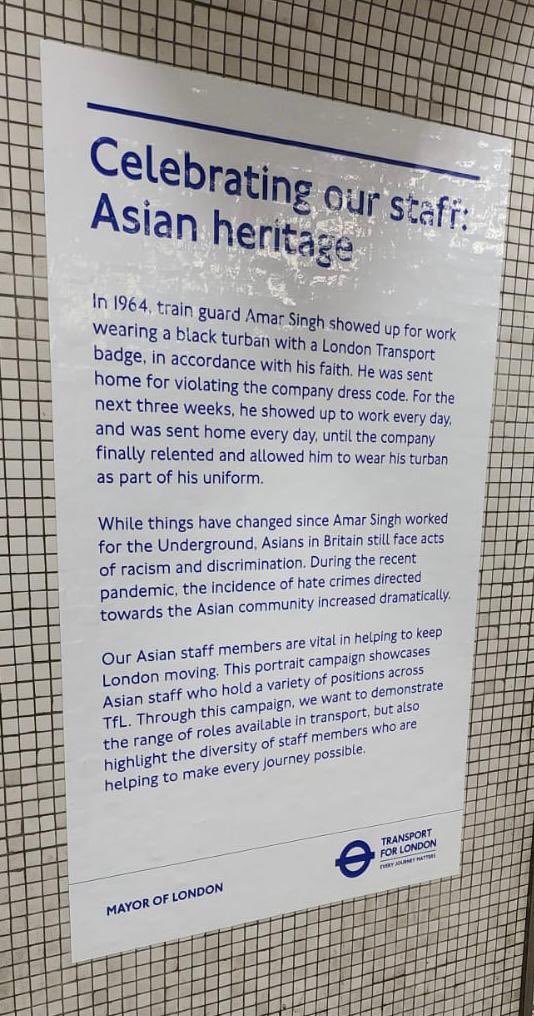 Celebrating our staff:
Asian heritage
In 1964, train guard Amar Singh showed up for work
wearing a black turban with a London Transport
badge, in accordance with his faith. He was sent
home for violating the company dress code. For the
next three weeks, he showed up to work every day,
and was sent home every day, until the company
finally relented and allowed him to wear his turban
as part of his uniform.
While things have changed since Amar Singh worked
for the Underground, Asians in Britain still face acts
of racism and discrimination. During the recent
pandemic, the incidence of hate crimes directed
towards the Asian community increased dramatically.
Our Asian staff members are vital in helping to keep
London moving. This portrait campaign showcases
Asian staff who hold a variety of positions across
TfL. Through this campaign, we want to demonstrate
the range of roles available in transport, but also
highlight the diversity of staff members who are
helping to make every journey possible.
MAYOR OF LONDON
TRANSPORT
FOR LONDON
EVERY JOURNEY MATTERS